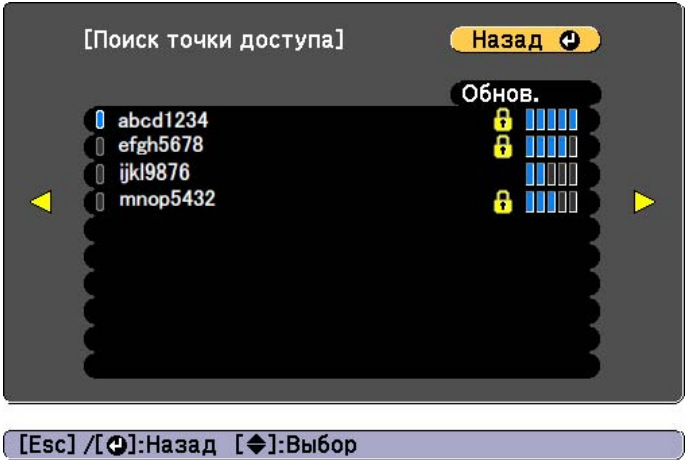 [Поиск точки доступа]
Назад
Обнов.
abcd1234
efgh5678
ijkl9876
mnop5432
[Esc] /[⏎]:Назад [◆]:Выбор